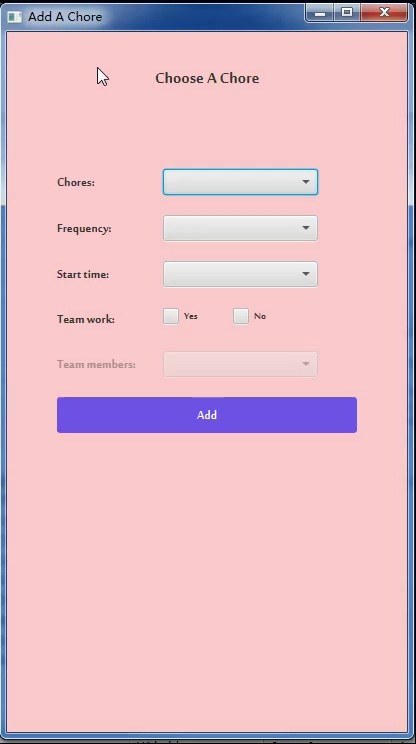 Add A Chore
Choose A Chore
Chores:
Frequency:
Start time:
Team work: Yes No
Team members:
Add